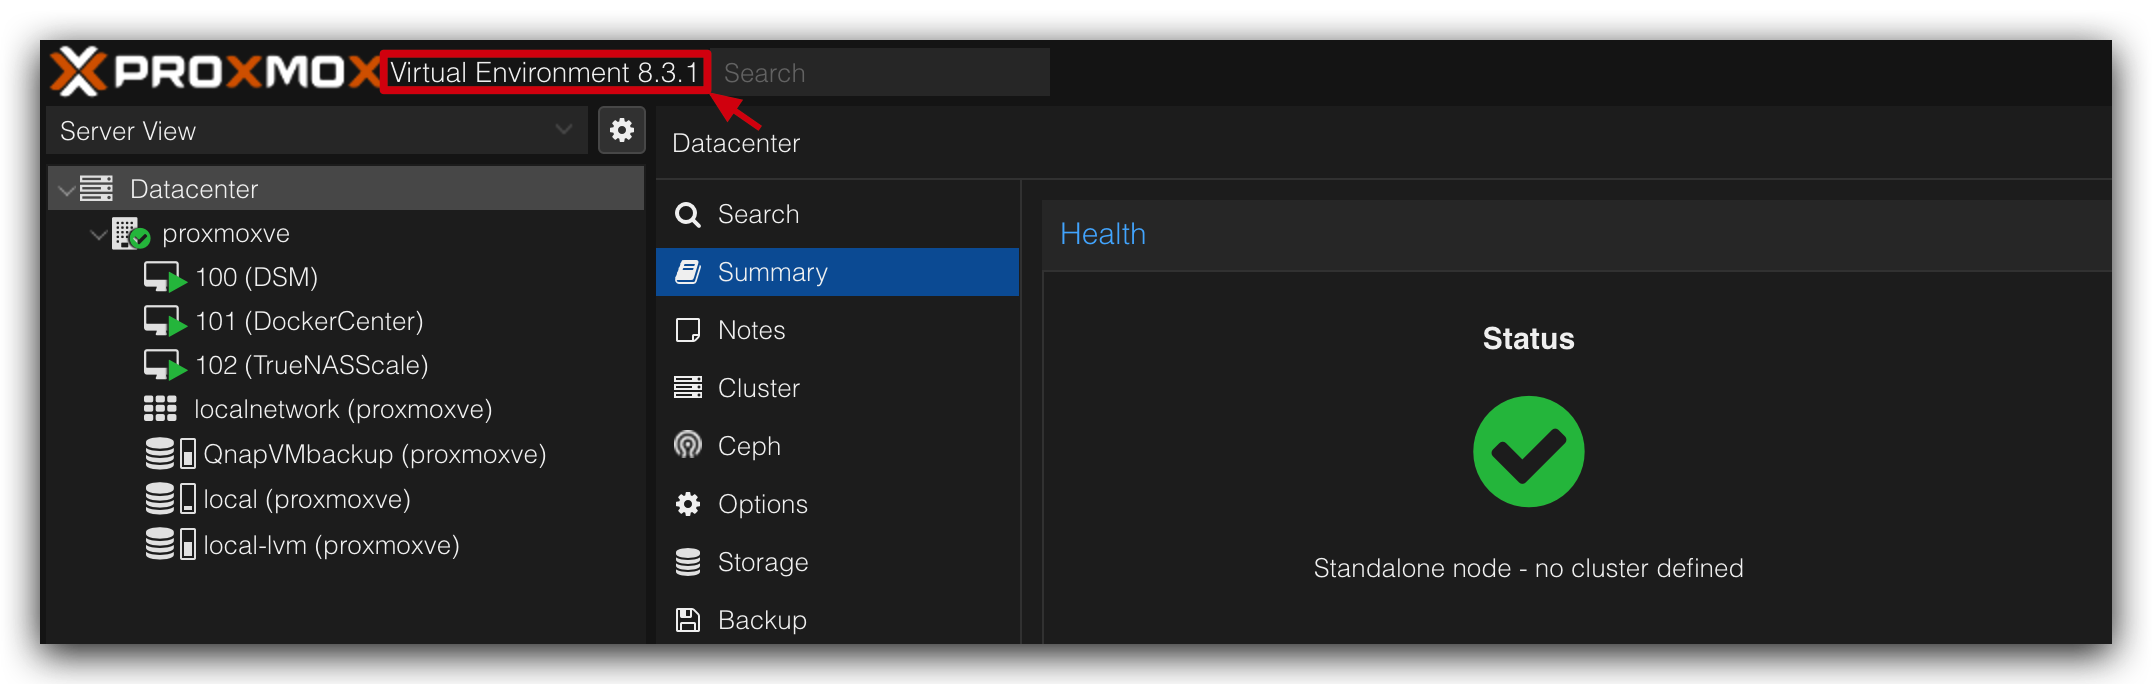 PROXMOX Virtual Environment 8.3.1 Search
Server View
Datacenter
proxmoxve
100 (DSM)
101 (DockerCenter)
102 (TrueNASScale)
localnetwork (proxmoxve)
QnapVMbackup (proxmoxve)
local (proxmoxve)
local-lvm (proxmoxve)
Datacenter
Search
Summary
Notes
Cluster
Ceph
Options
Storage
Backup
Health
Status
Standalone node - no cluster defined